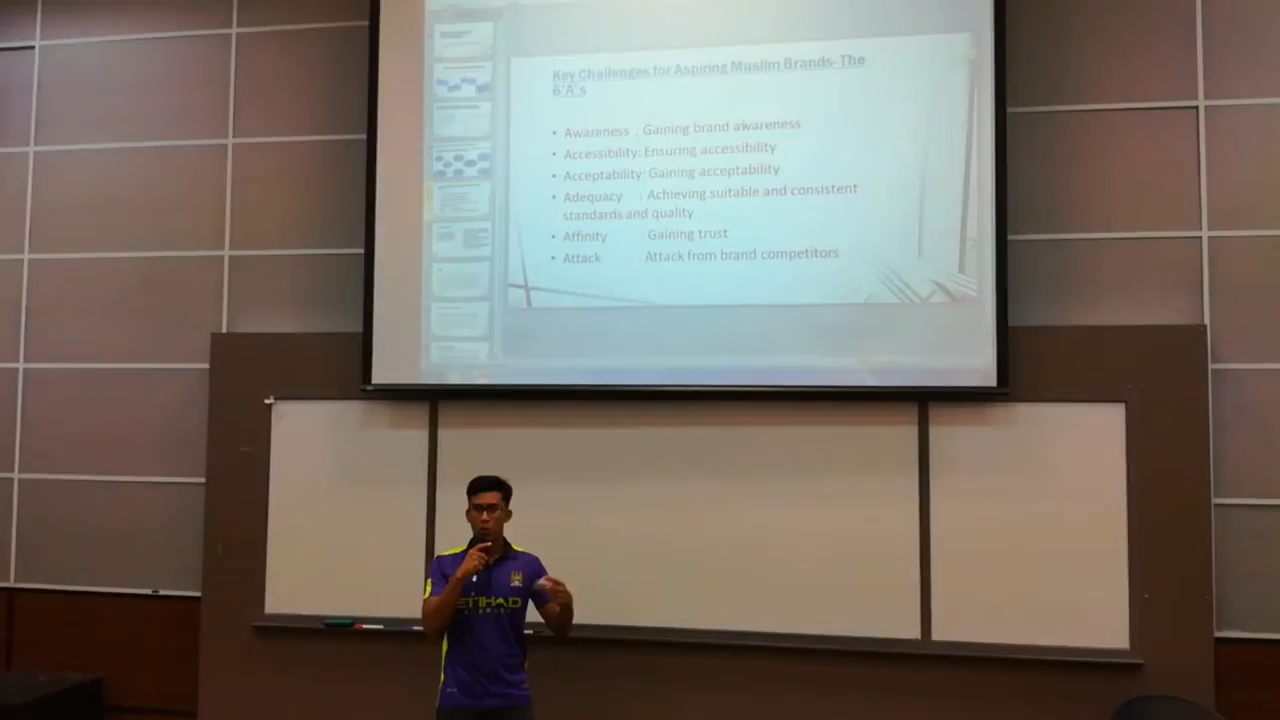 Key Challenges for Aspiring Muslim Brands-The
6'A's
• Awareness : Gaining brand awareness
• Accessibility: Ensuring accessibility
• Acceptability: Gaining acceptability
• Adequacy : Achieving suitable and consistent
standards and quality
• Affinity : Gaining trust
• Attack Attack from brand competitors
ETIHAD